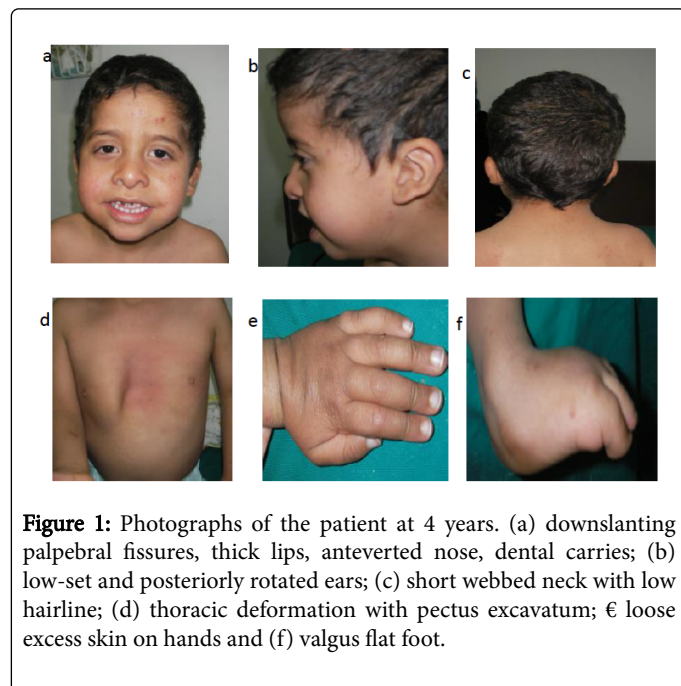 a
b
c
d
e
f
Figure 1: Photographs of the patient at 4 years. (a) downslanting
palpebral fissures, thick lips, anteverted nose, dental carries; (b)
low-set and posteriorly rotated ears; (c) short webbed neck with low
hairline; (d) thoracic deformation with pectus excavatum; € loose
excess skin on hands and (f) valgus flat foot.